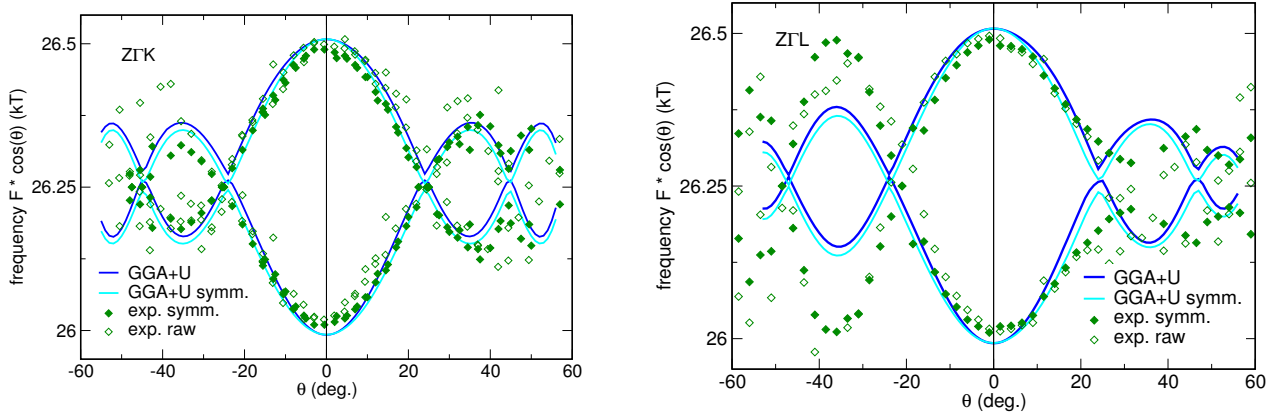 26.5
26.25
26
frequency F * cos(θ) (kT)
ZΓK
GGA+U
GGA+U symm.
exp. symm.
exp. raw
-60 -40 -20 0 20 40 60
θ (deg.)
26.5
26.25
26
frequency F * cos(θ) (kT)
ZΓL
GGA+U
GGA+U symm.
exp. symm.
exp. raw
-60 -40 -20 0 20 40 60
θ (deg.)